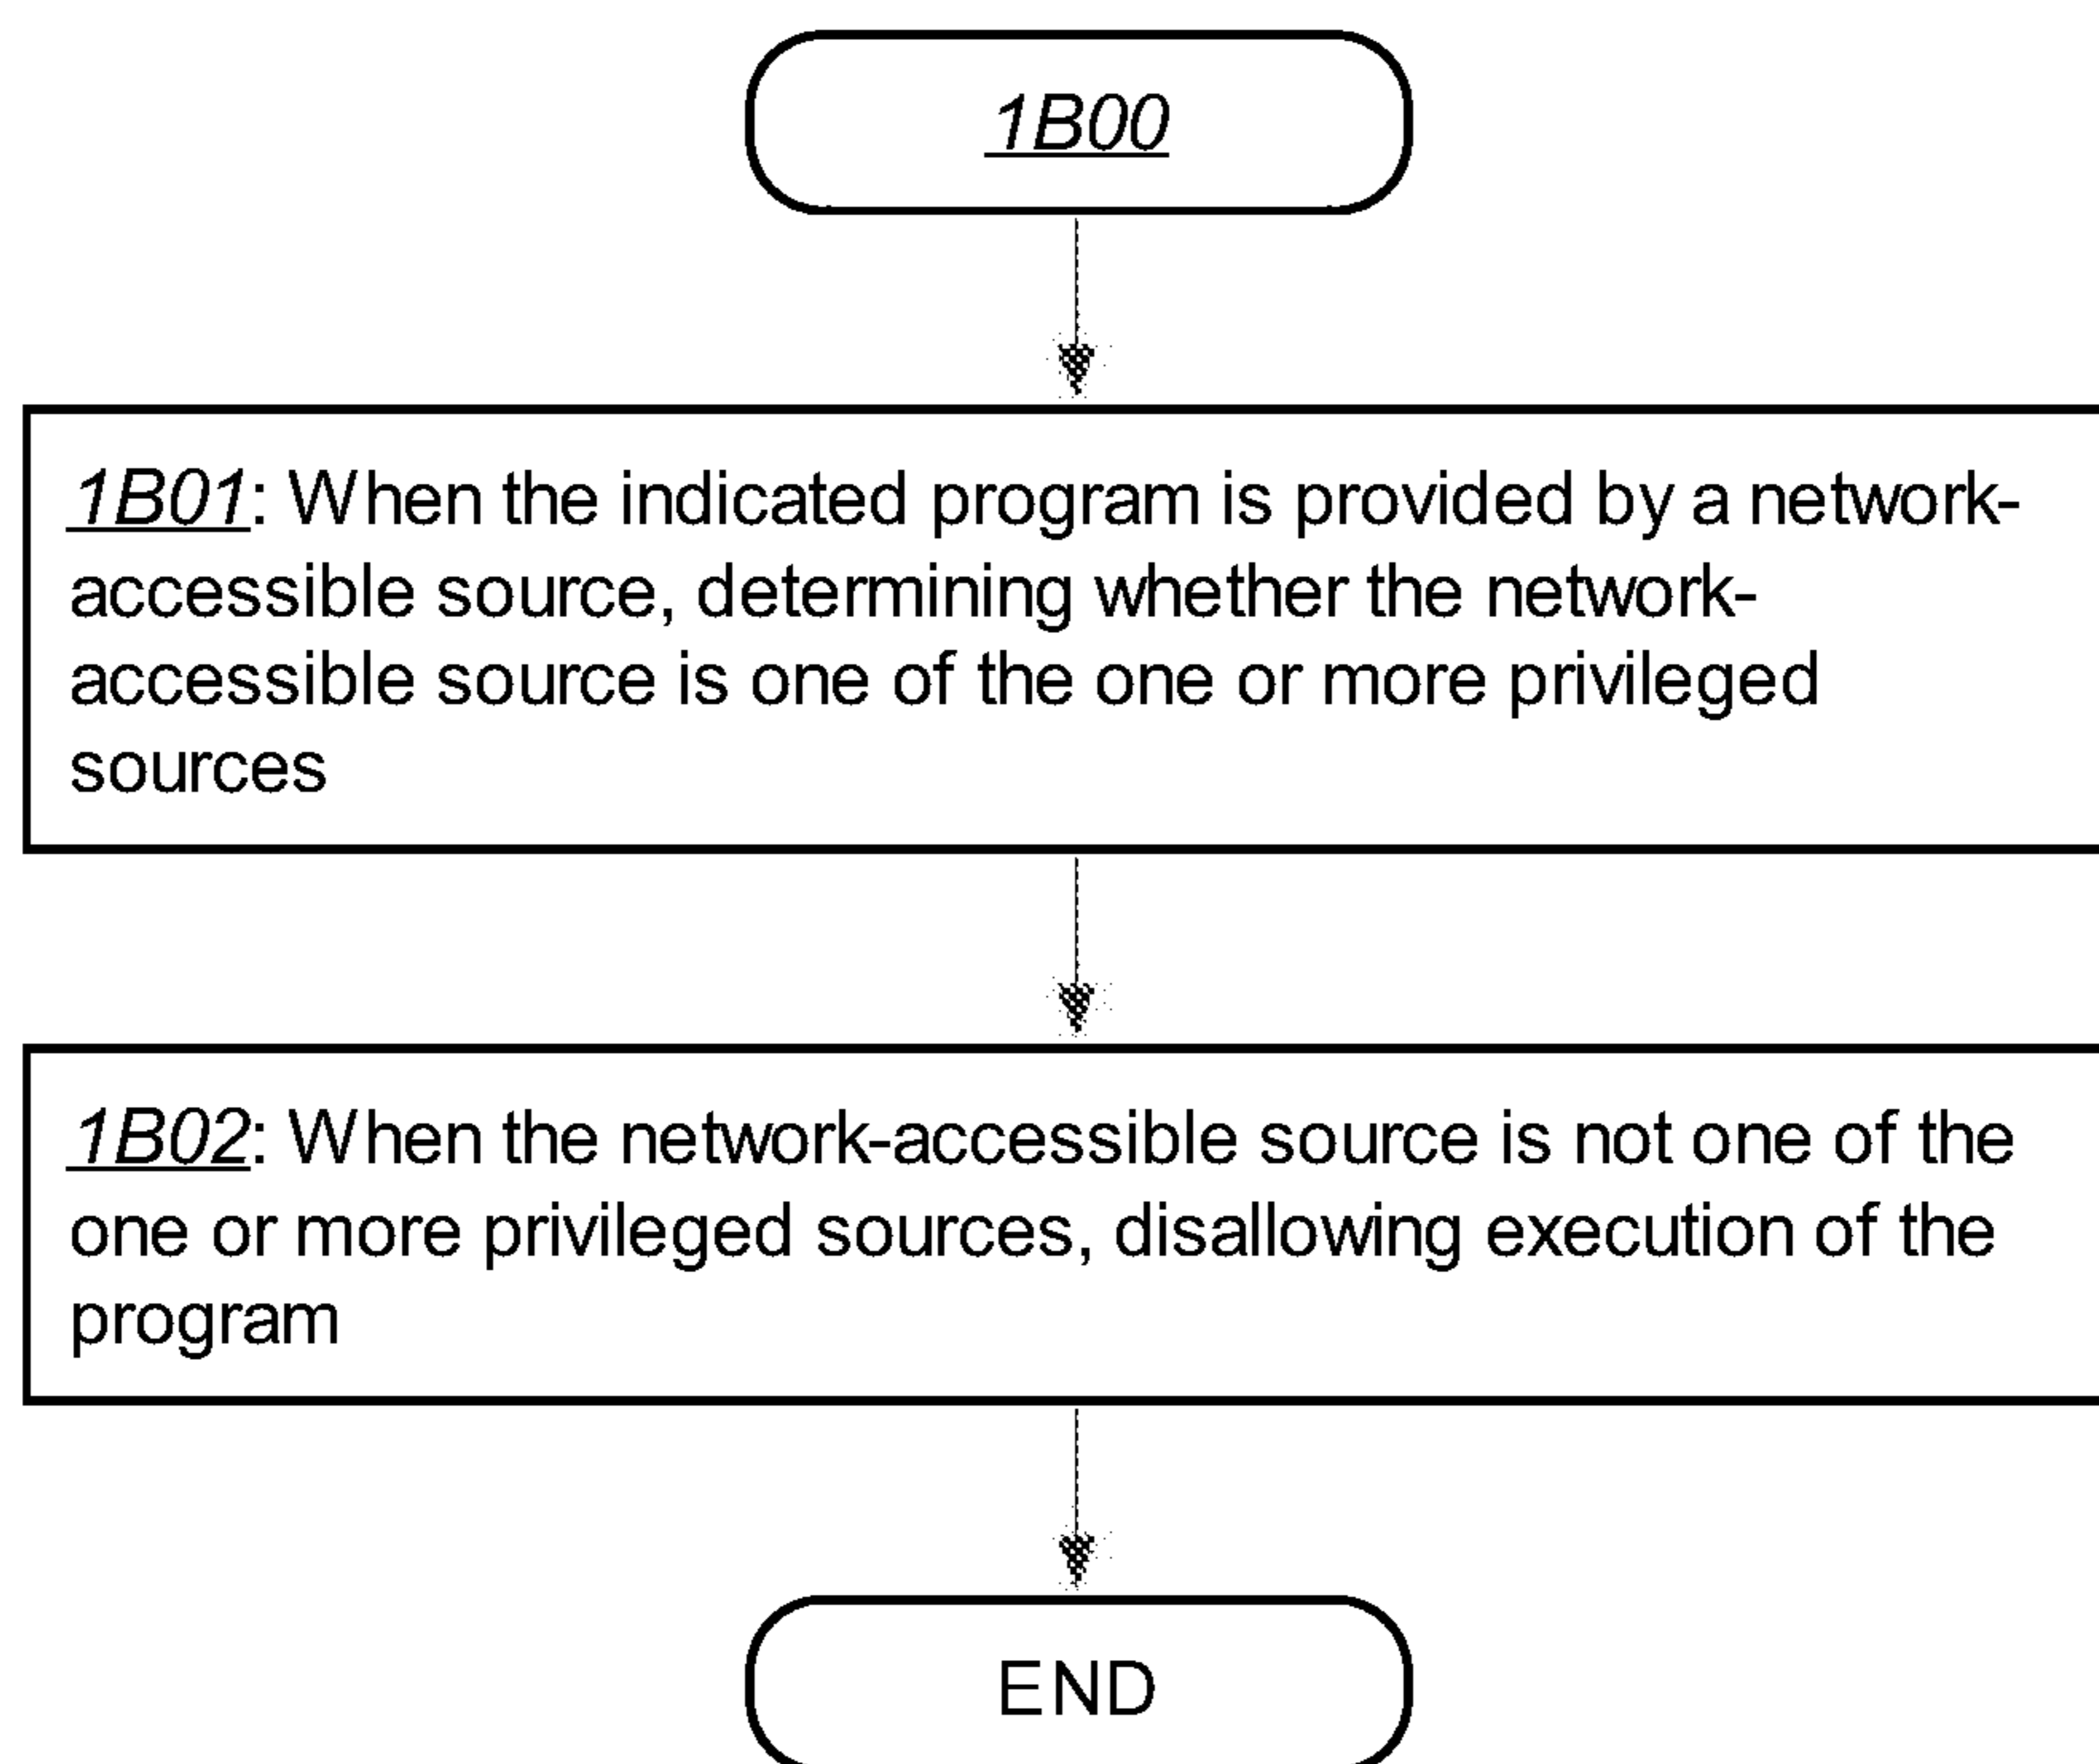 1B00
1B01: When the indicated program is provided by a network-
accessible source, determining whether the network-
accessible source is one of the one or more privileged
sources
1B02: When the network-accessible source is not one of the
one or more privileged sources, disallowing execution of the
program
END